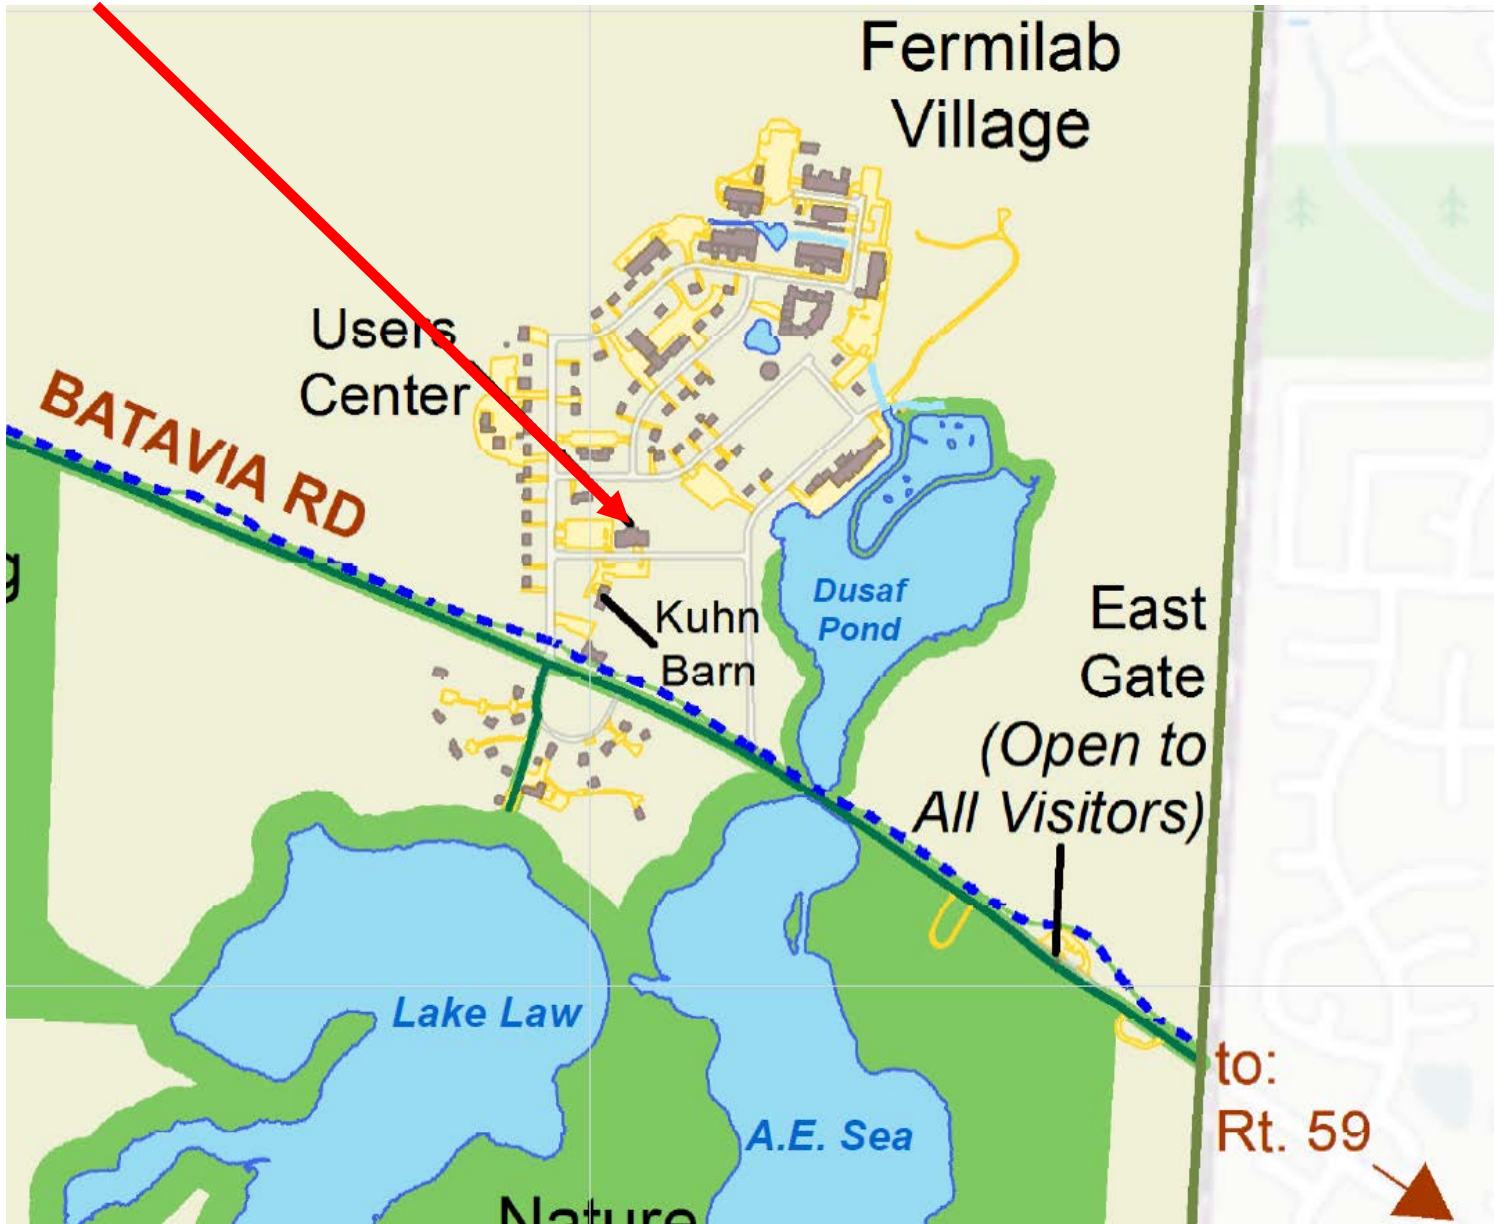 Fermilab
Village
Users
Center
BATAVIA RD
g
Dusaf
Pond
Kuhn
Barn
East
Gate
(Open to
All Visitors)
Lake Law
A.E. Sea
to:
Rt. 59
Nature